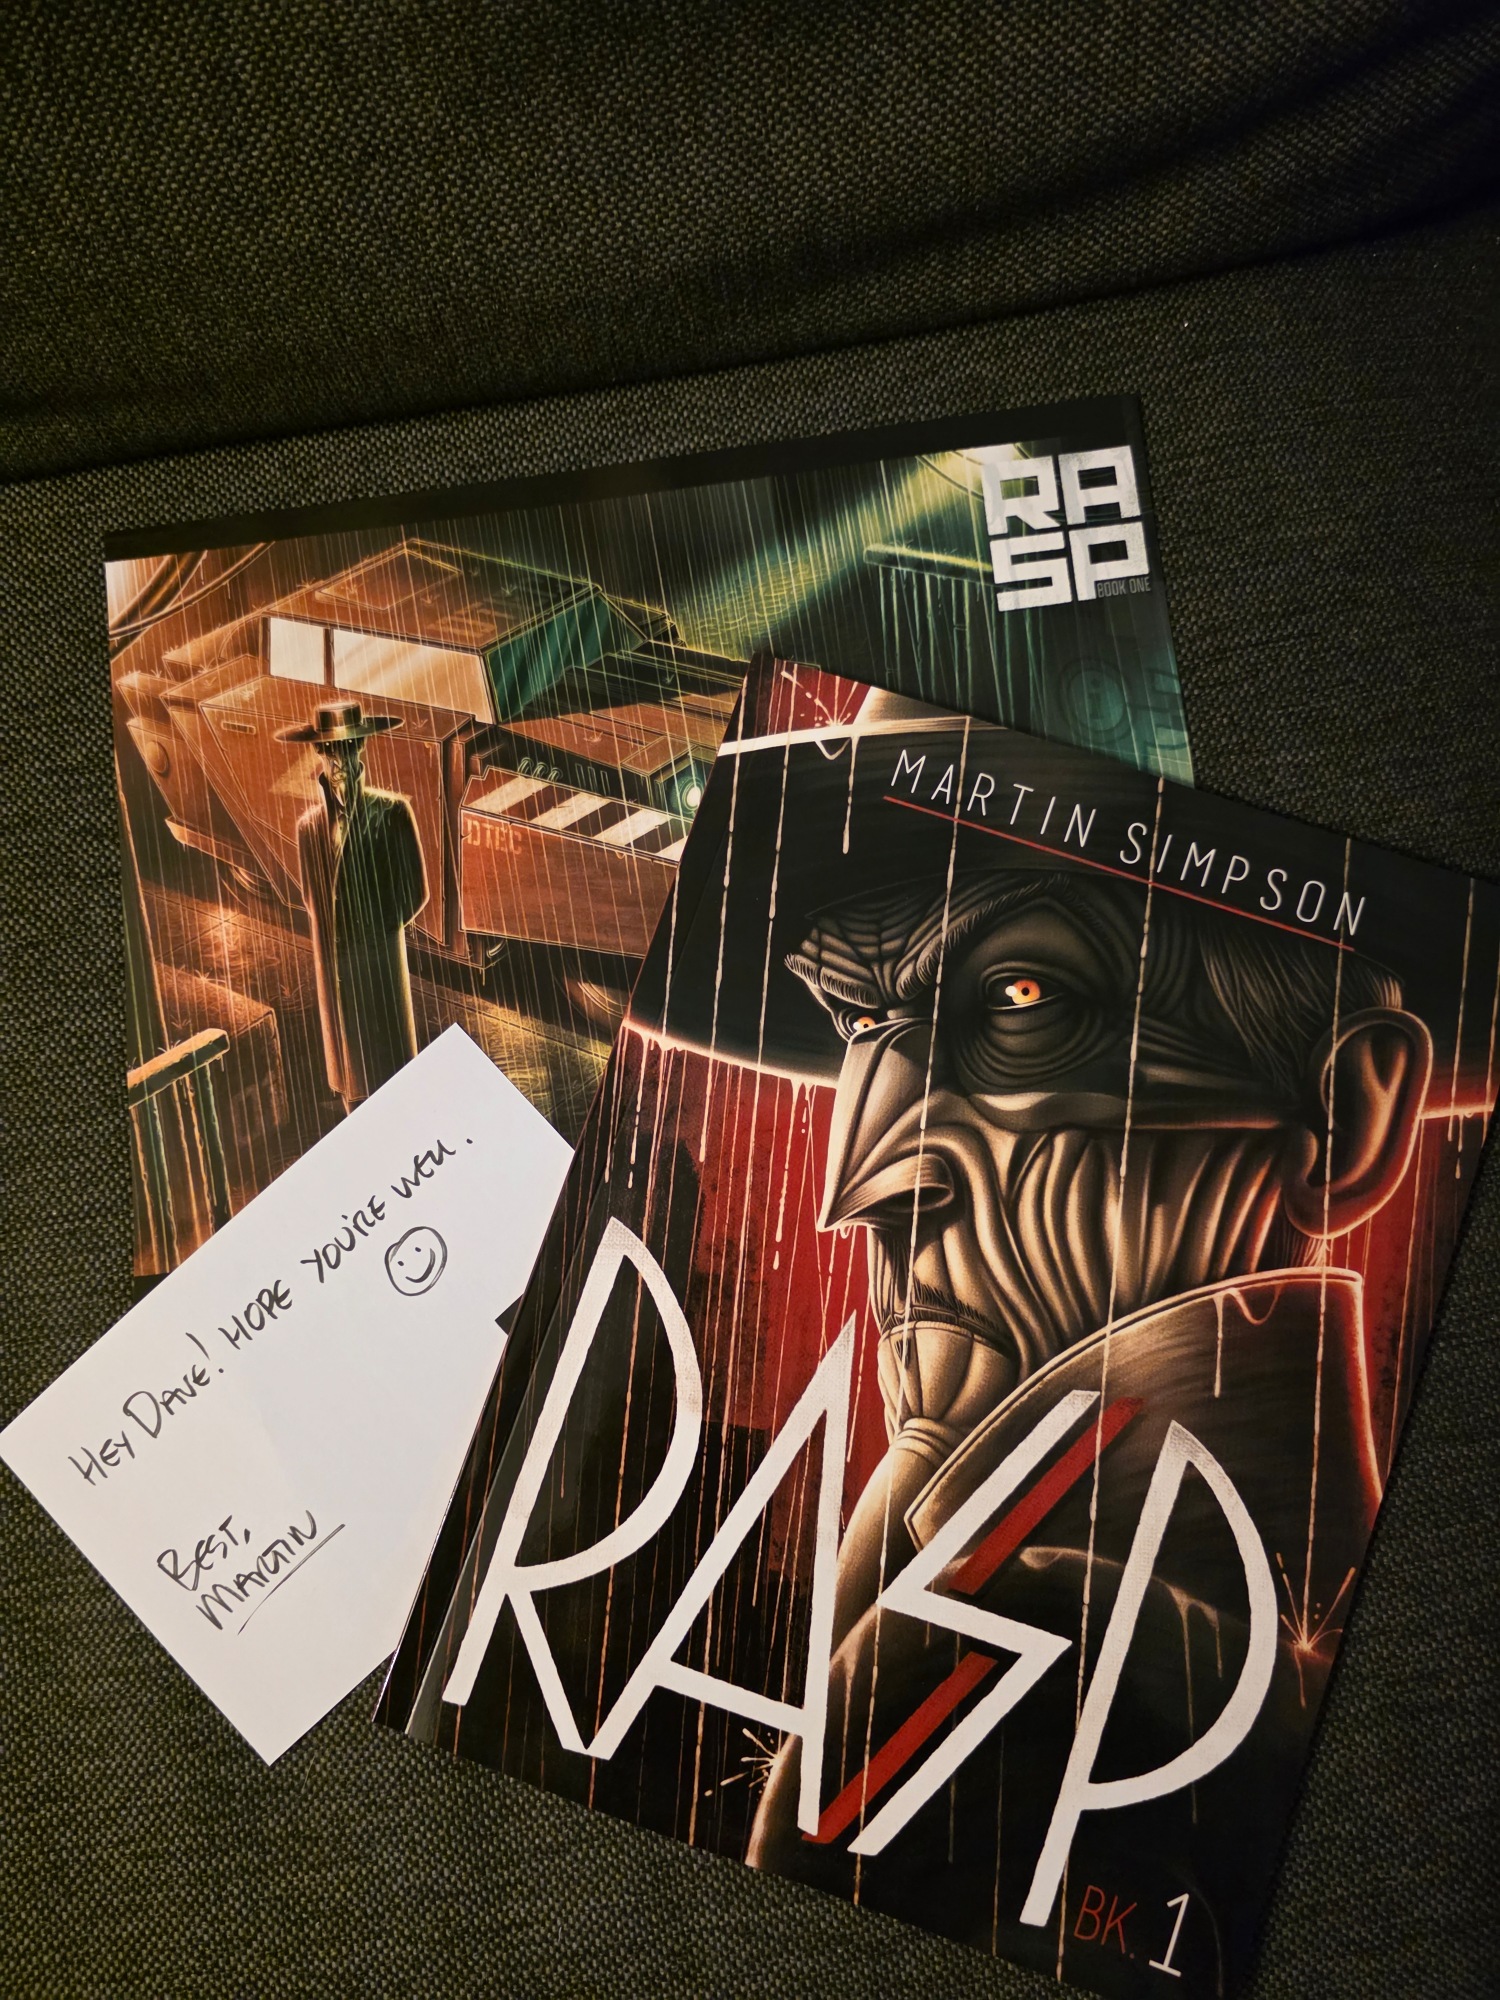 RA
SP
BOOK ONE
DTEC
MARTIN SIMPSON
HEY DAVE! HOPE YOU'RE WELL.
BEST,
MARTIN
RASP
BK. 1